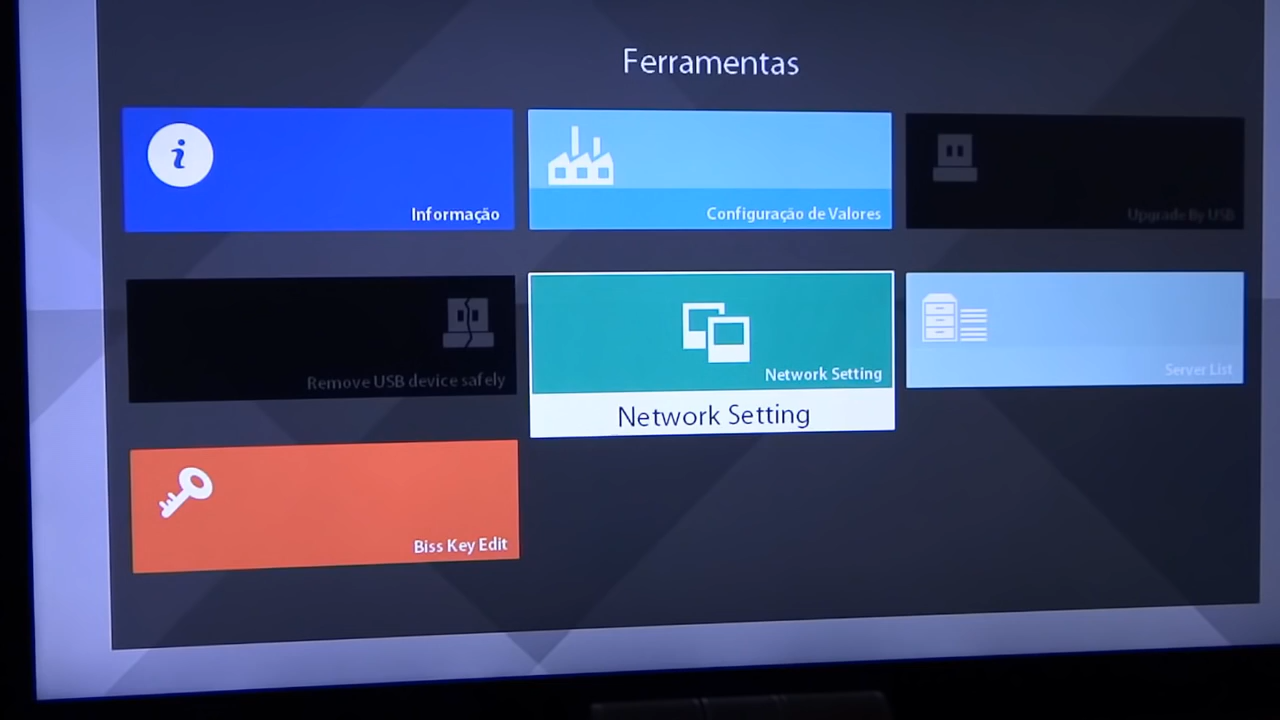 Ferramentas
Informação
Configuração de Valores
Upgrade By USB
Remove USB device safely
Network Setting
Network Setting
Server List
Biss Key Edit